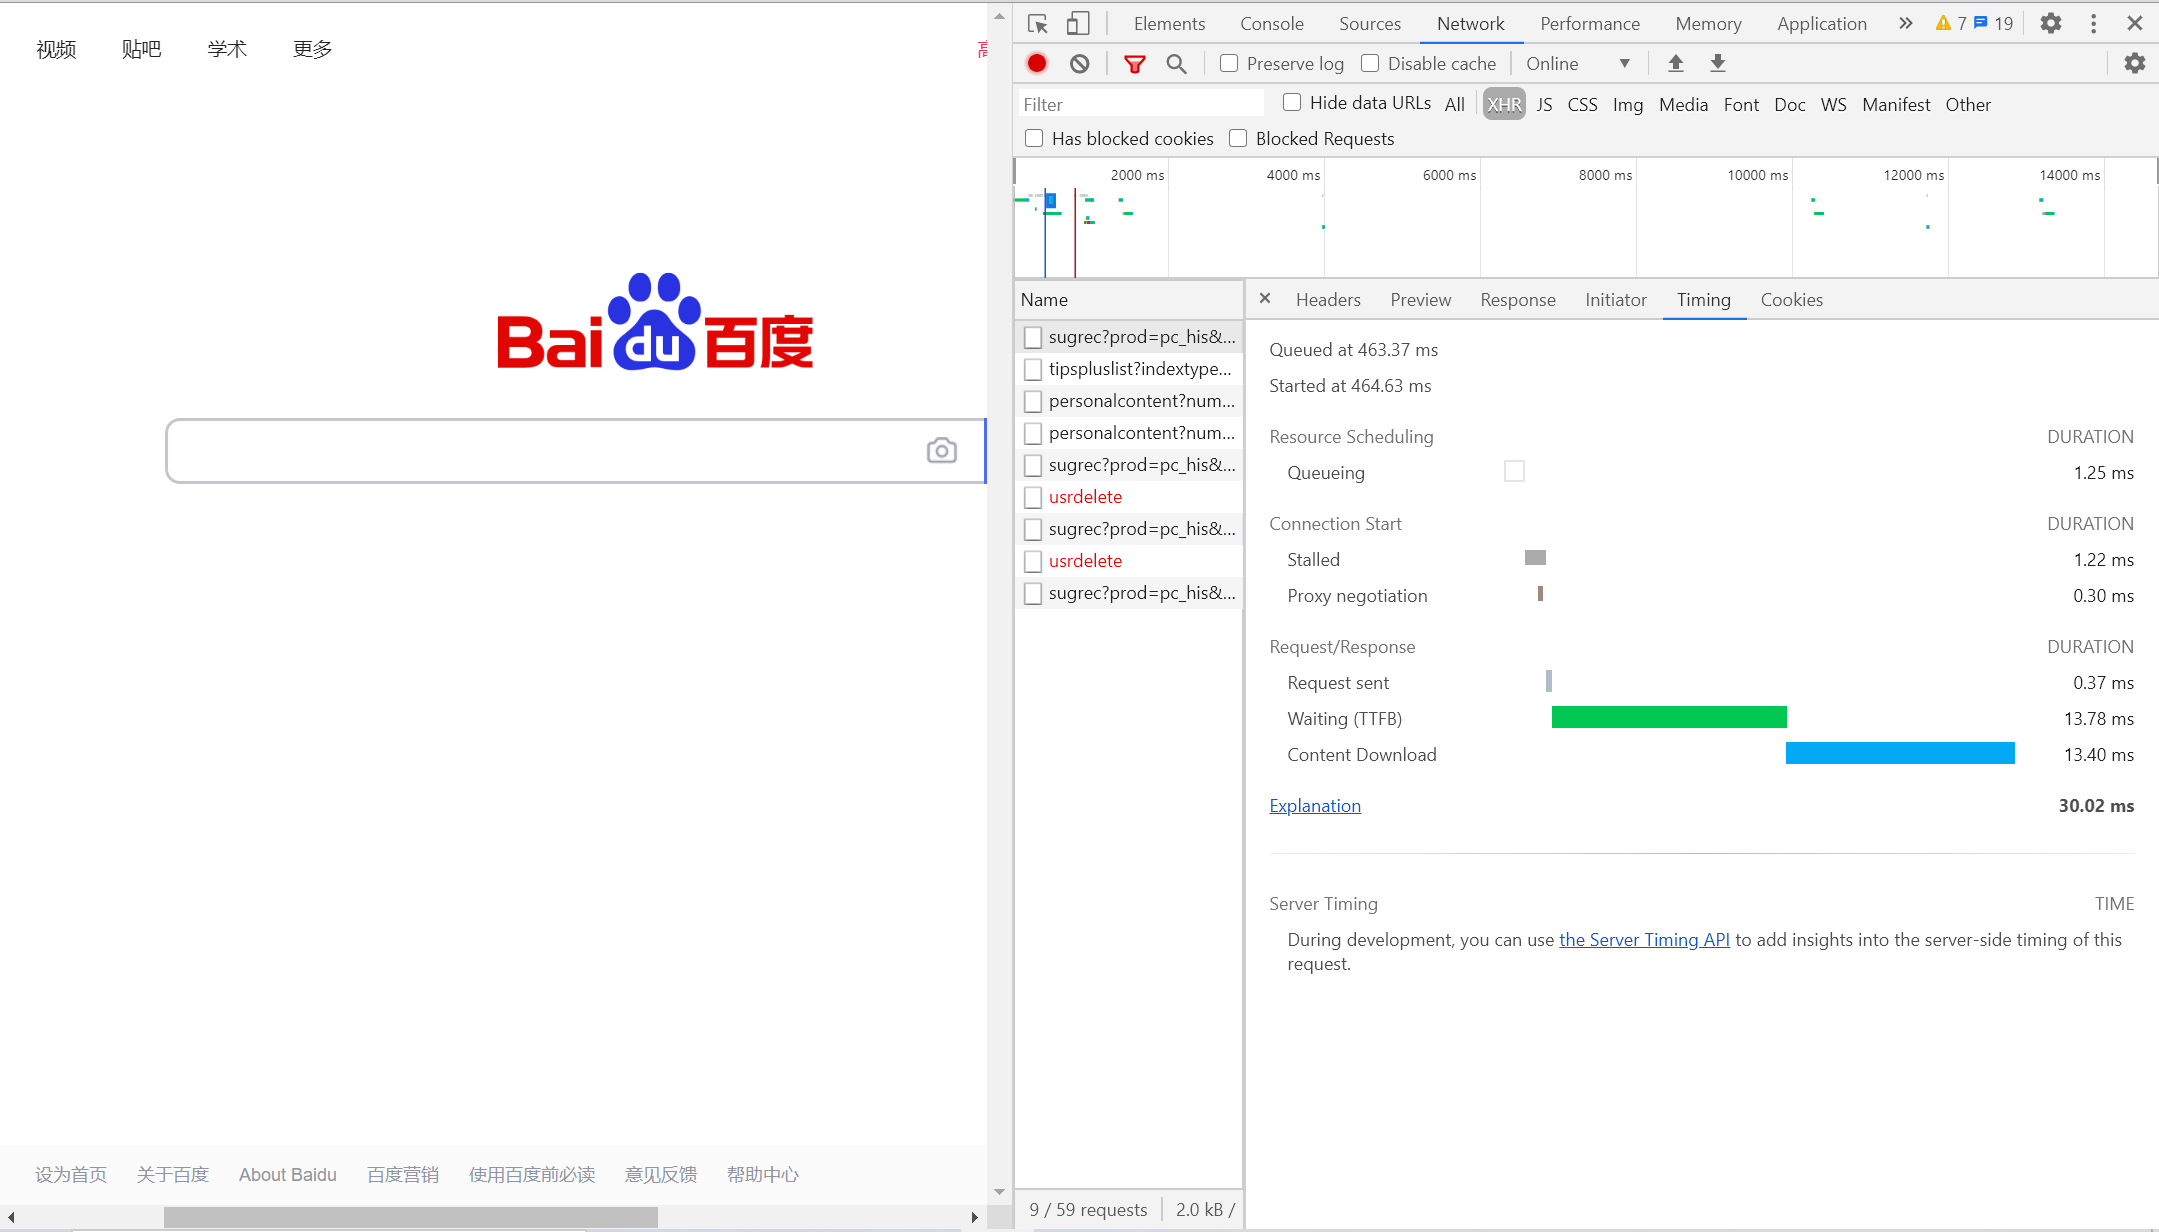 视频 贴吧 学术 更多
Bai du 百度
设为首页 关于百度 About Baidu 百度营销 使用百度前必读 意见反馈 帮助中心
Elements Console Sources Network Performance Memory Application 7 19
Preserve log Disable cache Online
Filter Hide data URLs All XHR JS CSS Img Media Font Doc WS Manifest Other
Has blocked cookies Blocked Requests
2000 ms 4000 ms 6000 ms 8000 ms 10000 ms 12000 ms 14000 ms
Name
sugrec?prod=pc_his&...
tipspluslist?indextype...
personalcontent?num...
personalcontent?num...
sugrec?prod=pc_his&...
usrdelete
sugrec?prod=pc_his&...
usrdelete
sugrec?prod=pc_his&...
9 / 59 requests 2.0 kB /
Headers Preview Response Initiator Timing Cookies
Queued at 463.37 ms
Started at 464.63 ms
Resource Scheduling DURATION
Queueing 1.25 ms
Connection Start DURATION
Stalled 1.22 ms
Proxy negotiation 0.30 ms
Request/Response DURATION
Request sent 0.37 ms
Waiting (TTFB) 13.78 ms
Content Download 13.40 ms
Explanation 30.02 ms
Server Timing TIME
During development, you can use the Server Timing API to add insights into the server-side timing of this
request.